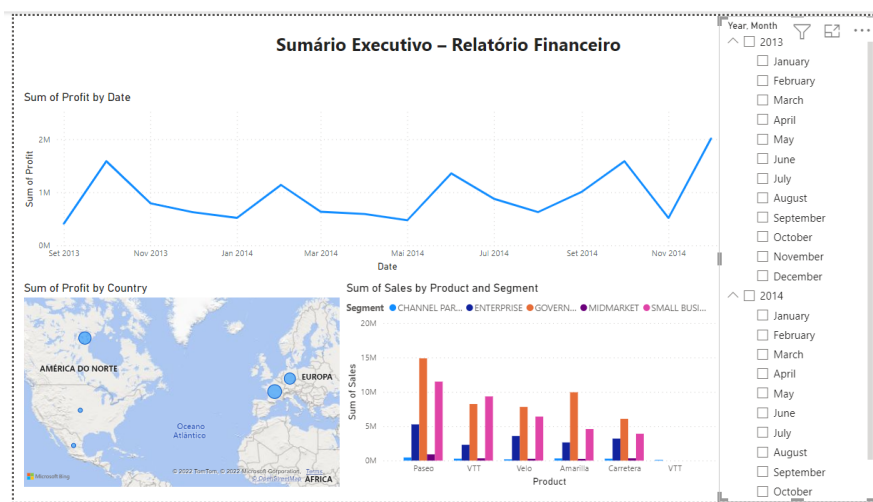 Sumário Executivo – Relatório Financeiro
Sum of Profit by Date
Sum of Profit
2M
1M
0M
Set 2013
Nov 2013
Jan 2014
Mar 2014
Mai 2014
Jul 2014
Set 2014
Nov 2014
Date
Sum of Profit by Country
AMÉRICA DO NORTE
EUROPA
Oceano
Atlântico
ÁFRICA
Microsoft Bing
© 2022 TomTom, © 2022 Microsoft Corporation, Terms
© OpenStreetMap
Sum of Sales by Product and Segment
Segment
CHANNEL PAR...
ENTERPRISE
GOVERN...
MIDMARKET
SMALL BUSI...
Sum of Sales
20M
15M
10M
5M
0M
Paseo
VTT
Velo
Amarilla
Carretera
VTT
Product
Year, Month
2013
January
February
March
April
May
June
July
August
September
October
November
December
2014
January
February
March
April
May
June
July
August
September
October